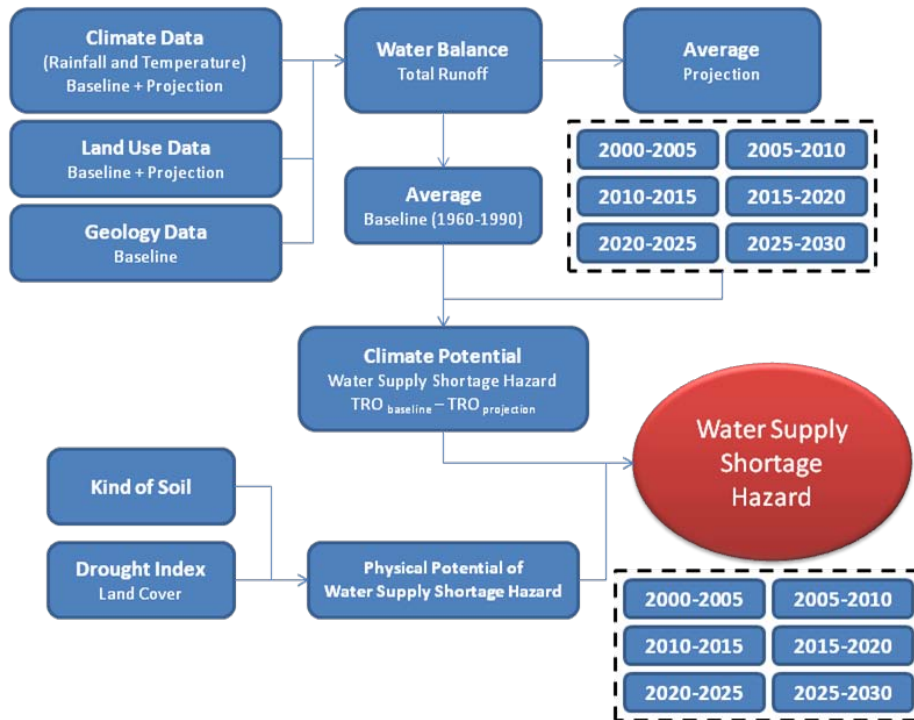 Climate Data
(Rainfall and Temperature)
Baseline + Projection
Water Balance
Total Runoff
Average
Projection
Land Use Data
Baseline + Projection
Geology Data
Baseline
Average
Baseline (1960-1990)
2000-2005
2005-2010
2010-2015
2015-2020
2020-2025
2025-2030
Climate Potential
Water Supply Shortage Hazard
TRO baseline – TRO projection
Water Supply
Shortage
Hazard
Kind of Soil
Drought Index
Land Cover
Physical Potential of
Water Supply Shortage Hazard
2000-2005
2005-2010
2010-2015
2015-2020
2020-2025
2025-2030